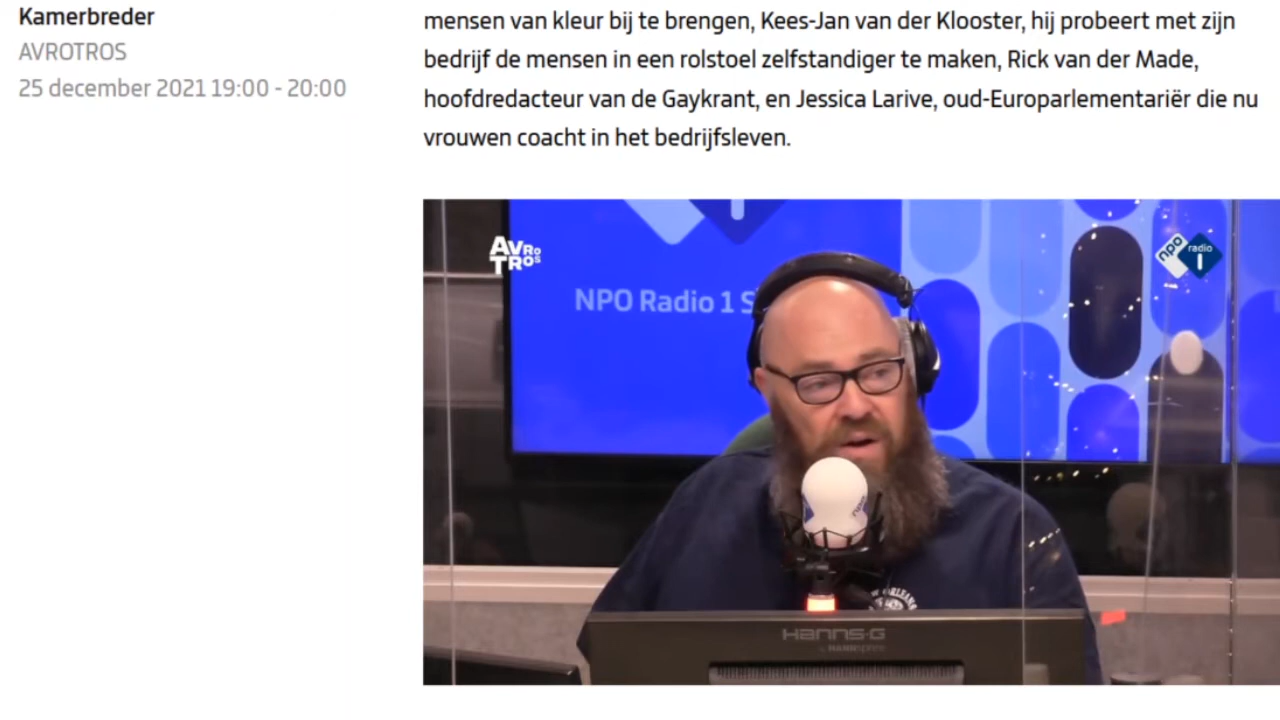 Kamerbreder
AVROTROS
25 december 2021 19:00 - 20:00
mensen van kleur bij te brengen, Kees-Jan van der Klooster, hij probeert met zijn
bedrijf de mensen in een rolstoel zelfstandiger te maken, Rick van der Made,
hoofdredacteur van de Gaykrant, en Jessica Larive, oud-Europarlementariër die nu
vrouwen coacht in het bedrijfsleven.
AVRO
TROS
npo radio 1
NPO Radio 1 S
HANNS-G
by HANNspree